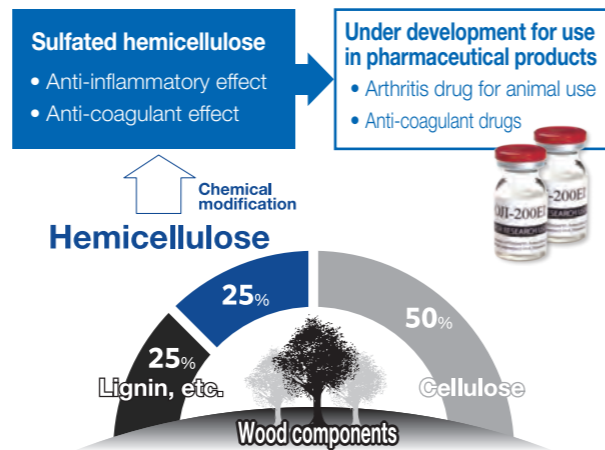 Sulfated hemicellulose
• Anti-inflammatory effect
• Anti-coagulant effect
Under development for use
in pharmaceutical products
• Arthritis drug for animal use
• Anti-coagulant drugs
Chemical
modification
Hemicellulose
25%
50%
25%
Lignin, etc.
Cellulose
Wood components